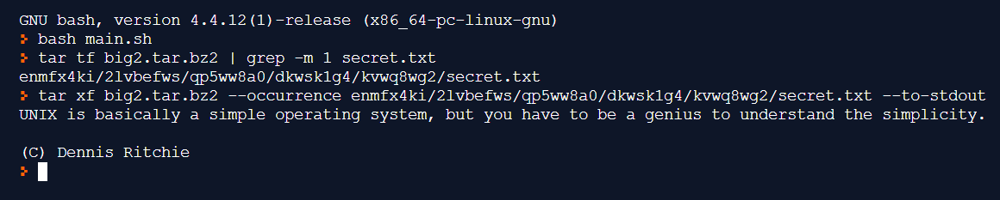 GNU bash, version 4.4.12(1)-release (x86_64-pc-linux-gnu)
> bash main.sh
> tar tf big2.tar.bz2 | grep -m 1 secret.txt
enmfx4ki/2lvbefws/qp5ww8a0/dkwsk1g4/kvwq8wg2/secret.txt
> tar xf big2.tar.bz2 --occurrence enmfx4ki/2lvbefws/qp5ww8a0/dkwsk1g4/kvwq8wg2/secret.txt --to-stdout
UNIX is basically a simple operating system, but you have to be a genius to understand the simplicity.
(C) Dennis Ritchie
>